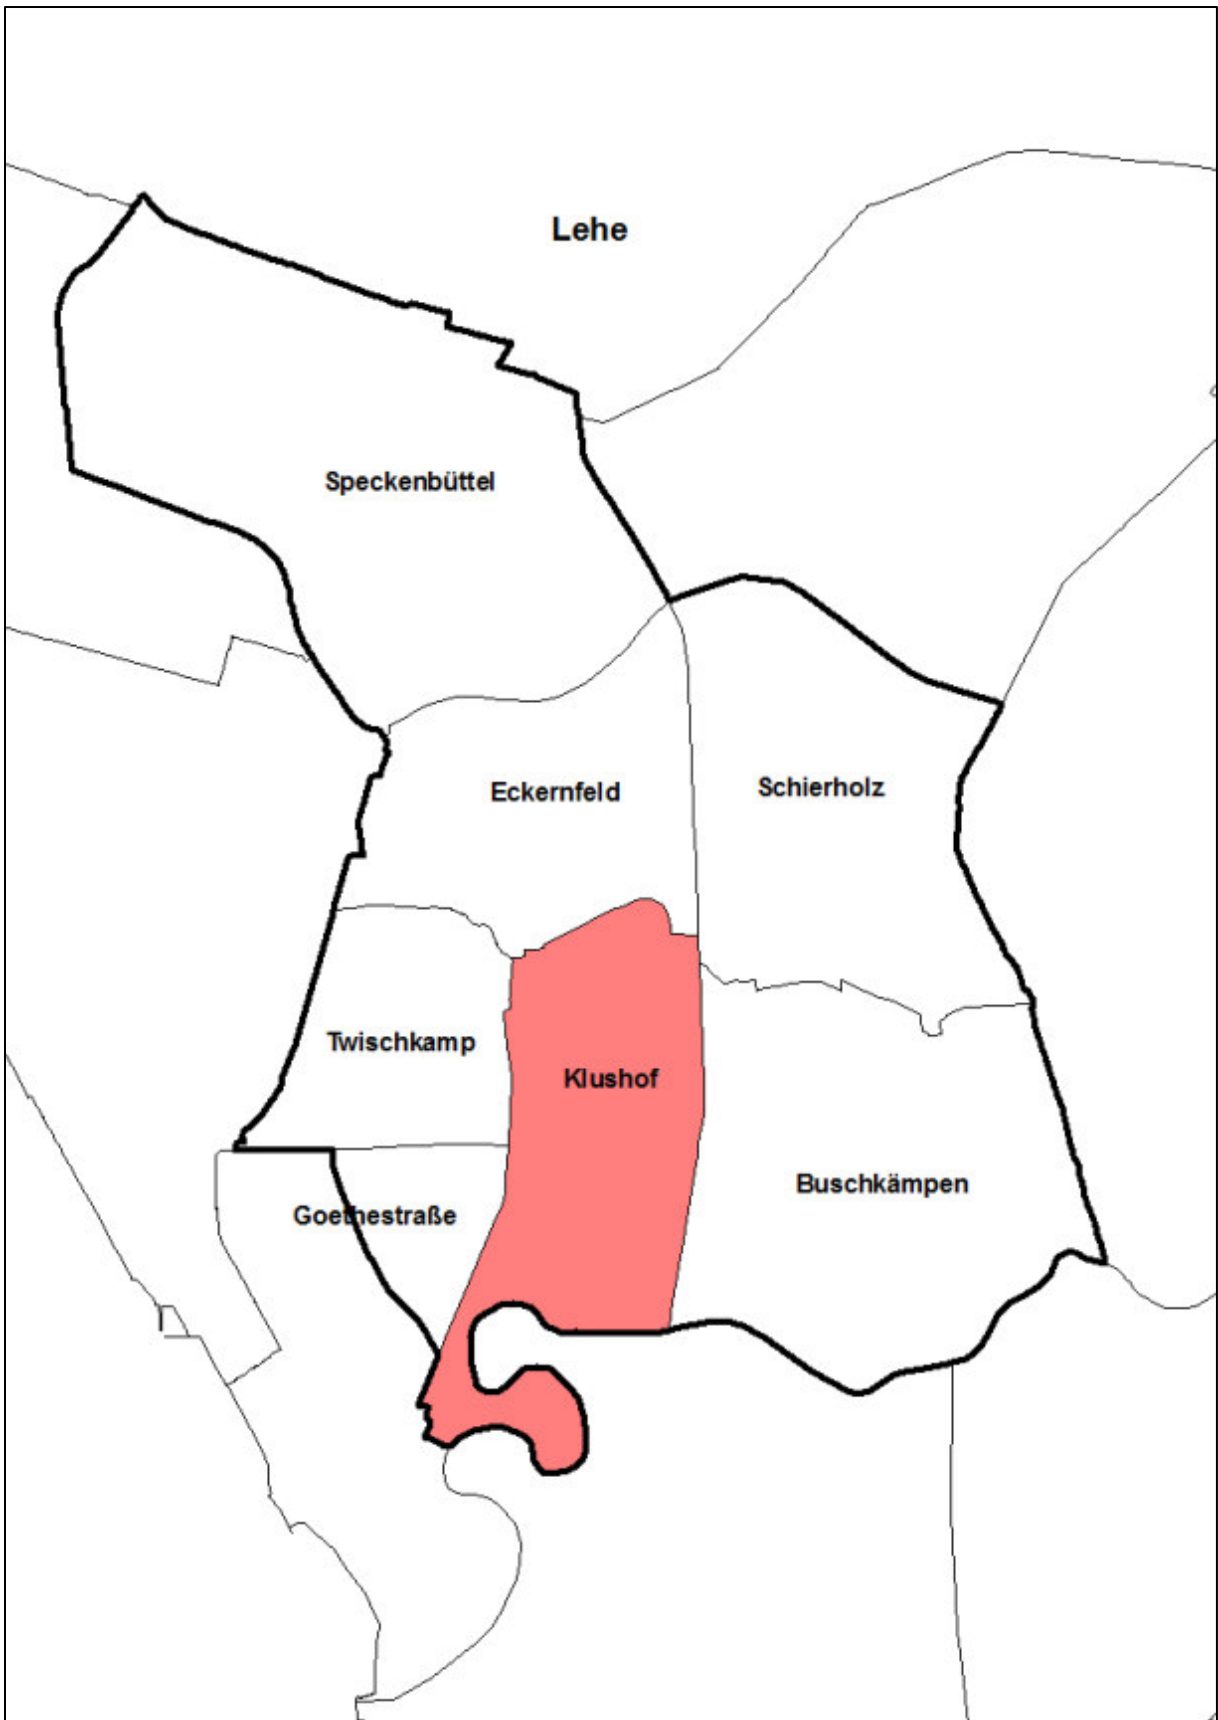 Lehe
Speckenbüttel
Eckernfeld
Schierholz
Twischkamp
Klushof
Buschkämpen
Goethestraße